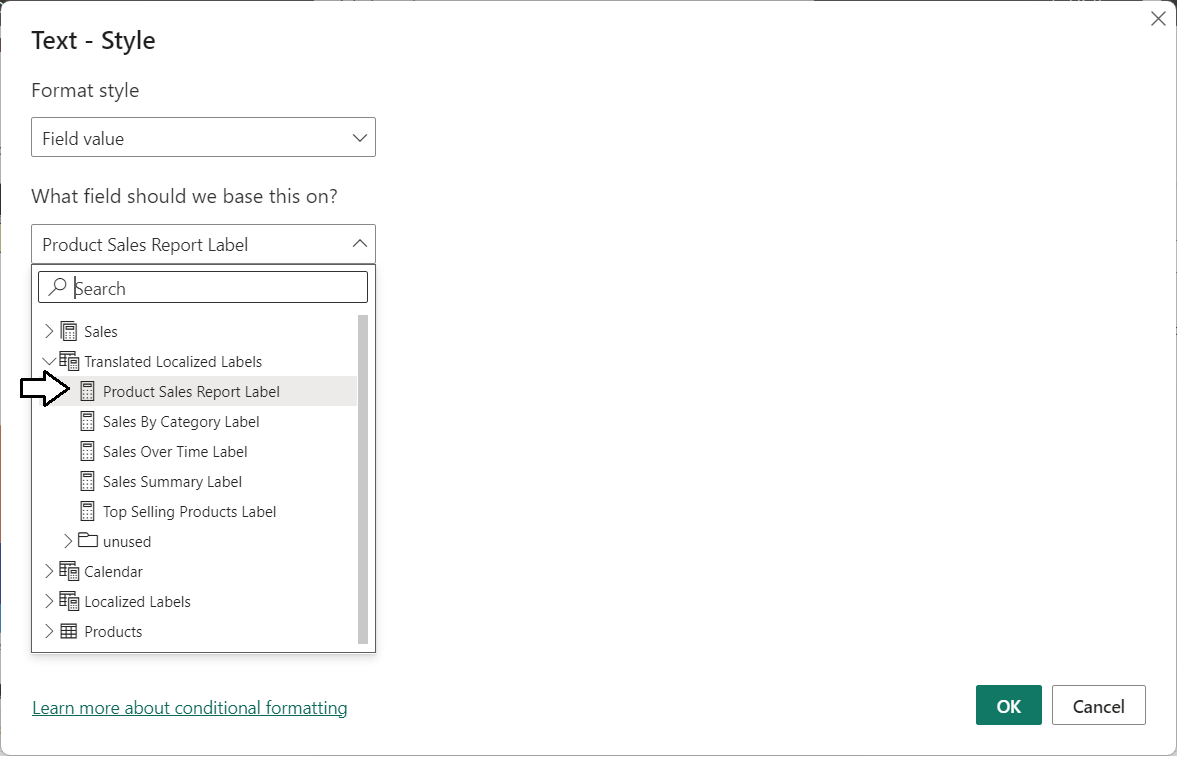 Text - Style
Format style
Field value
What field should we base this on?
Product Sales Report Label
Search
Sales
Translated Localized Labels
Product Sales Report Label
Sales By Category Label
Sales Over Time Label
Sales Summary Label
Top Selling Products Label
unused
Calendar
Localized Labels
Products
Learn more about conditional formatting
OK
Cancel